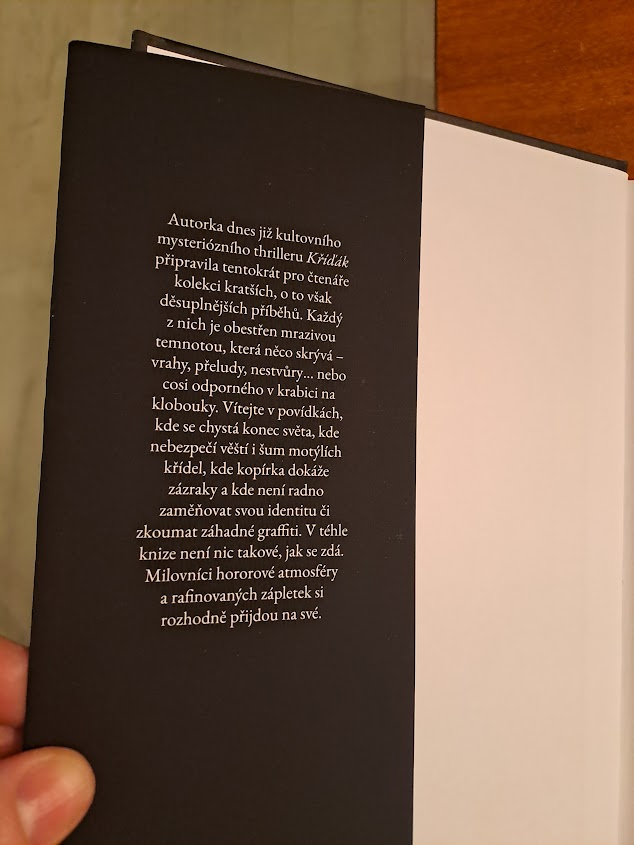 Autorka dnes již kultovního
mysteriózního thrilleru Křiďák
připravila tentokrát pro čtenáře
kolekci kratších, o to však
děsuplnějších příběhů. Každý
z nich je obestřen mrazivou
temnotou, která něco skrývá –
vrahy, přeludy, nestvůry... nebo
cosi odporného v krabici na
klobouky. Vítejte v povídkách,
kde se chystá konec světa, kde
nebezpečí věští i šum motýlích
křídel, kde kopírka dokáže
zázraky a kde není radno
zaměňovat svou identitu či
zkoumat záhadné graffiti. V téhle
knize není nic takové, jak se zdá.
Milovníci hororové atmosféry
a rafinovaných zápletek si
rozhodně přijdou na své.